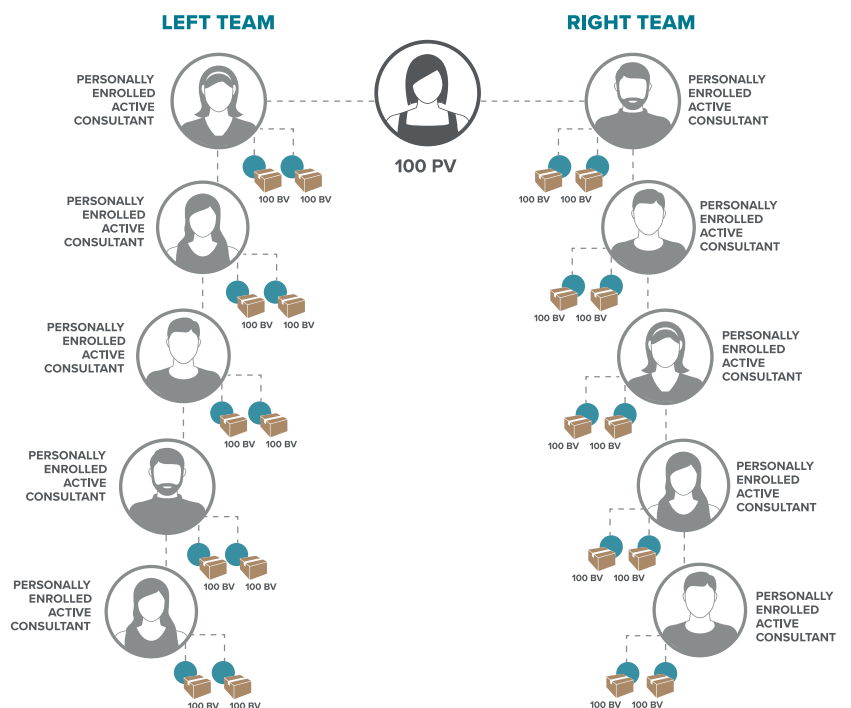 LEFT TEAM
RIGHT TEAM
PERSONALLY
ENROLLED
ACTIVE
CONSULTANT
100 PV
PERSONALLY
ENROLLED
ACTIVE
CONSULTANT
100 BV
100 BV
100 BV
100 BV
PERSONALLY
ENROLLED
ACTIVE
CONSULTANT
PERSONALLY
ENROLLED
ACTIVE
CONSULTANT
100 BV
100 BV
100 BV
100 BV
PERSONALLY
ENROLLED
ACTIVE
CONSULTANT
PERSONALLY
ENROLLED
ACTIVE
CONSULTANT
100 BV
100 BV
100 BV
100 BV
PERSONALLY
ENROLLED
ACTIVE
CONSULTANT
PERSONALLY
ENROLLED
ACTIVE
CONSULTANT
100 BV
100 BV
100 BV
100 BV
PERSONALLY
ENROLLED
ACTIVE
CONSULTANT
PERSONALLY
ENROLLED
ACTIVE
CONSULTANT
100 BV
100 BV
100 BV
100 BV